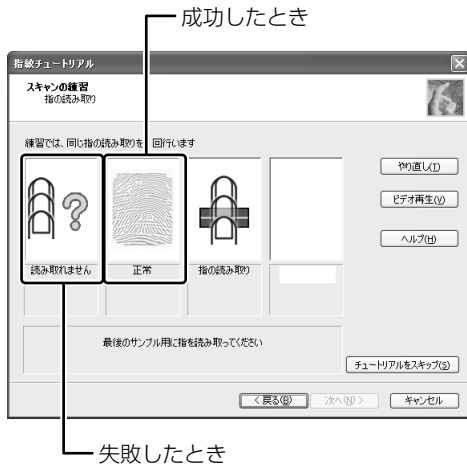 成功したとき
指紋チュートリアル
スキャンの練習
指の読み取り
練習では、同じ指の読み取りを 回行います
読み取れません
正常
指の読み取り
やり直し(T)
ビデオ再生(V)
ヘルプ(H)
最後のサンプル用に指を読み取ってください
チュートリアルをスキップ(S)
< 戻る(B)
次へ(N) >
キャンセル
失敗したとき